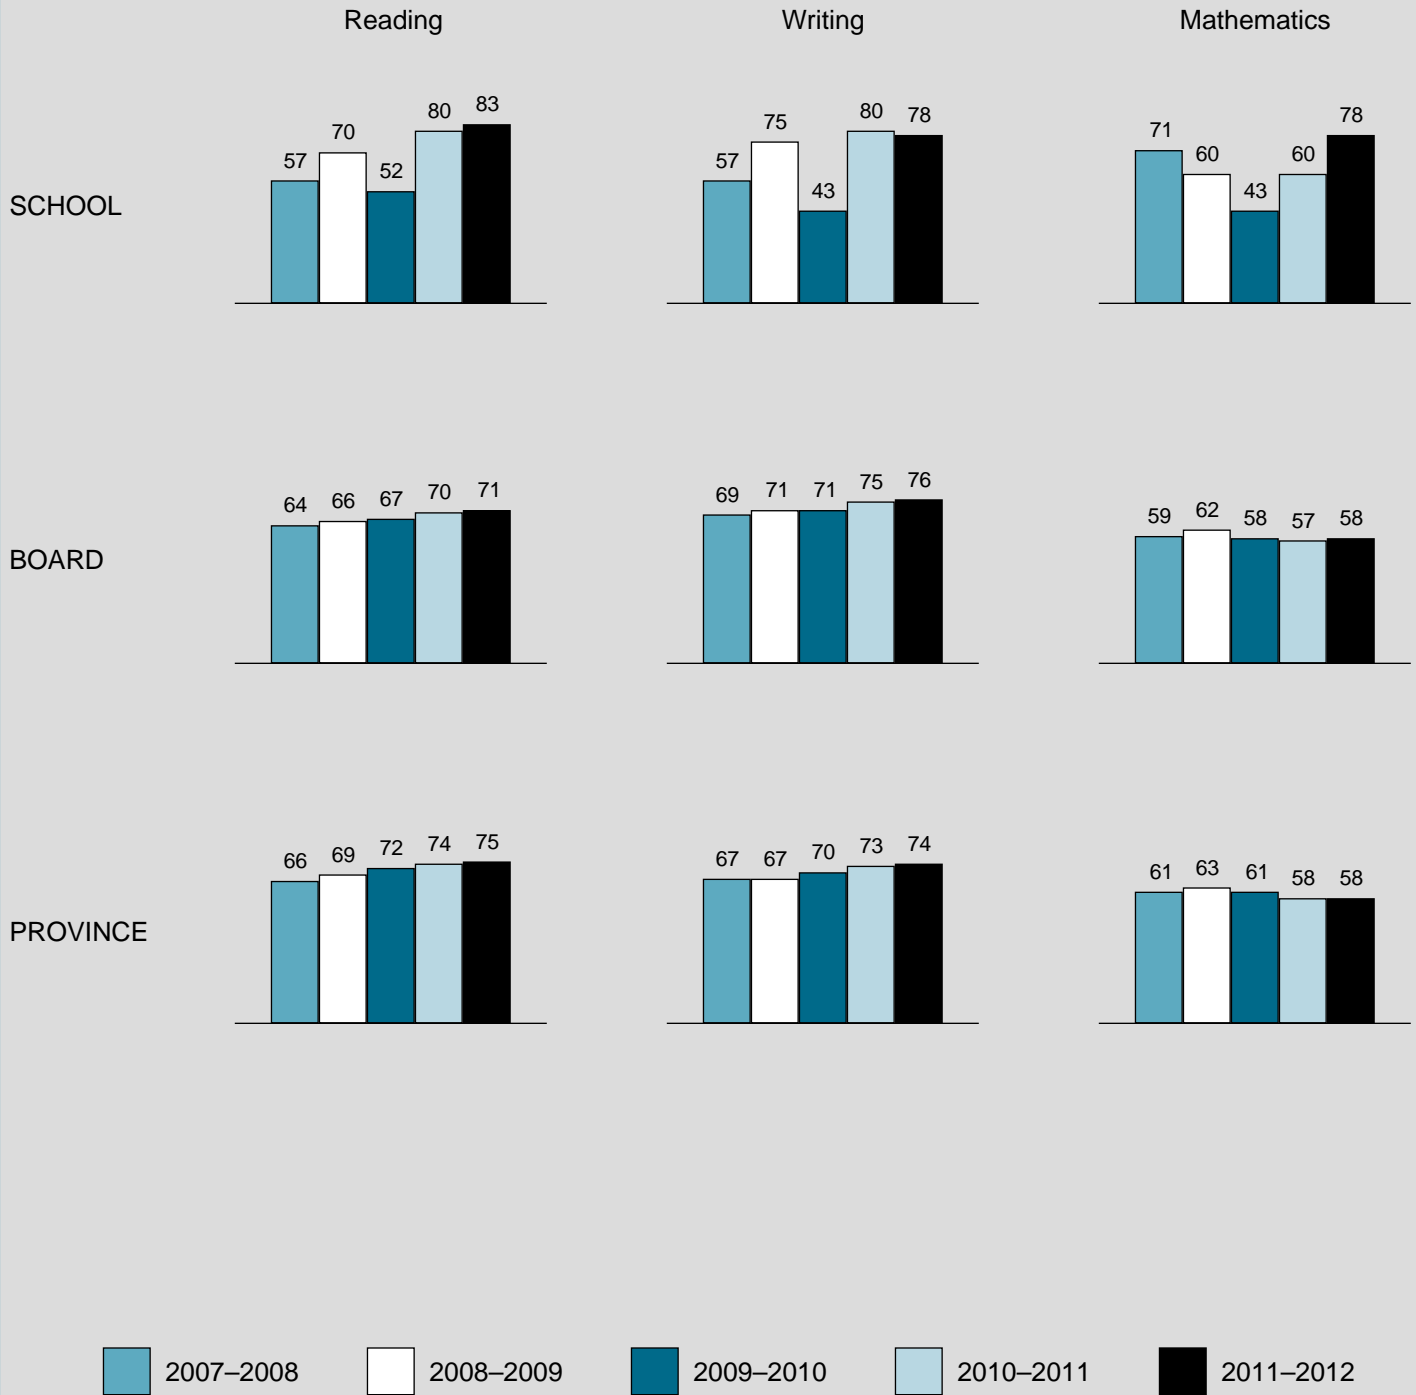 Reading Writing Mathematics
SCHOOL
57 70 52 80 83
57 75 43 80 78
71 60 43 60 78
BOARD
64 66 67 70 71
69 71 71 75 76
59 62 58 57 58
PROVINCE
66 69 72 74 75
67 67 70 73 74
61 63 61 58 58
2007–2008 2008–2009 2009–2010 2010–2011 2011–2012